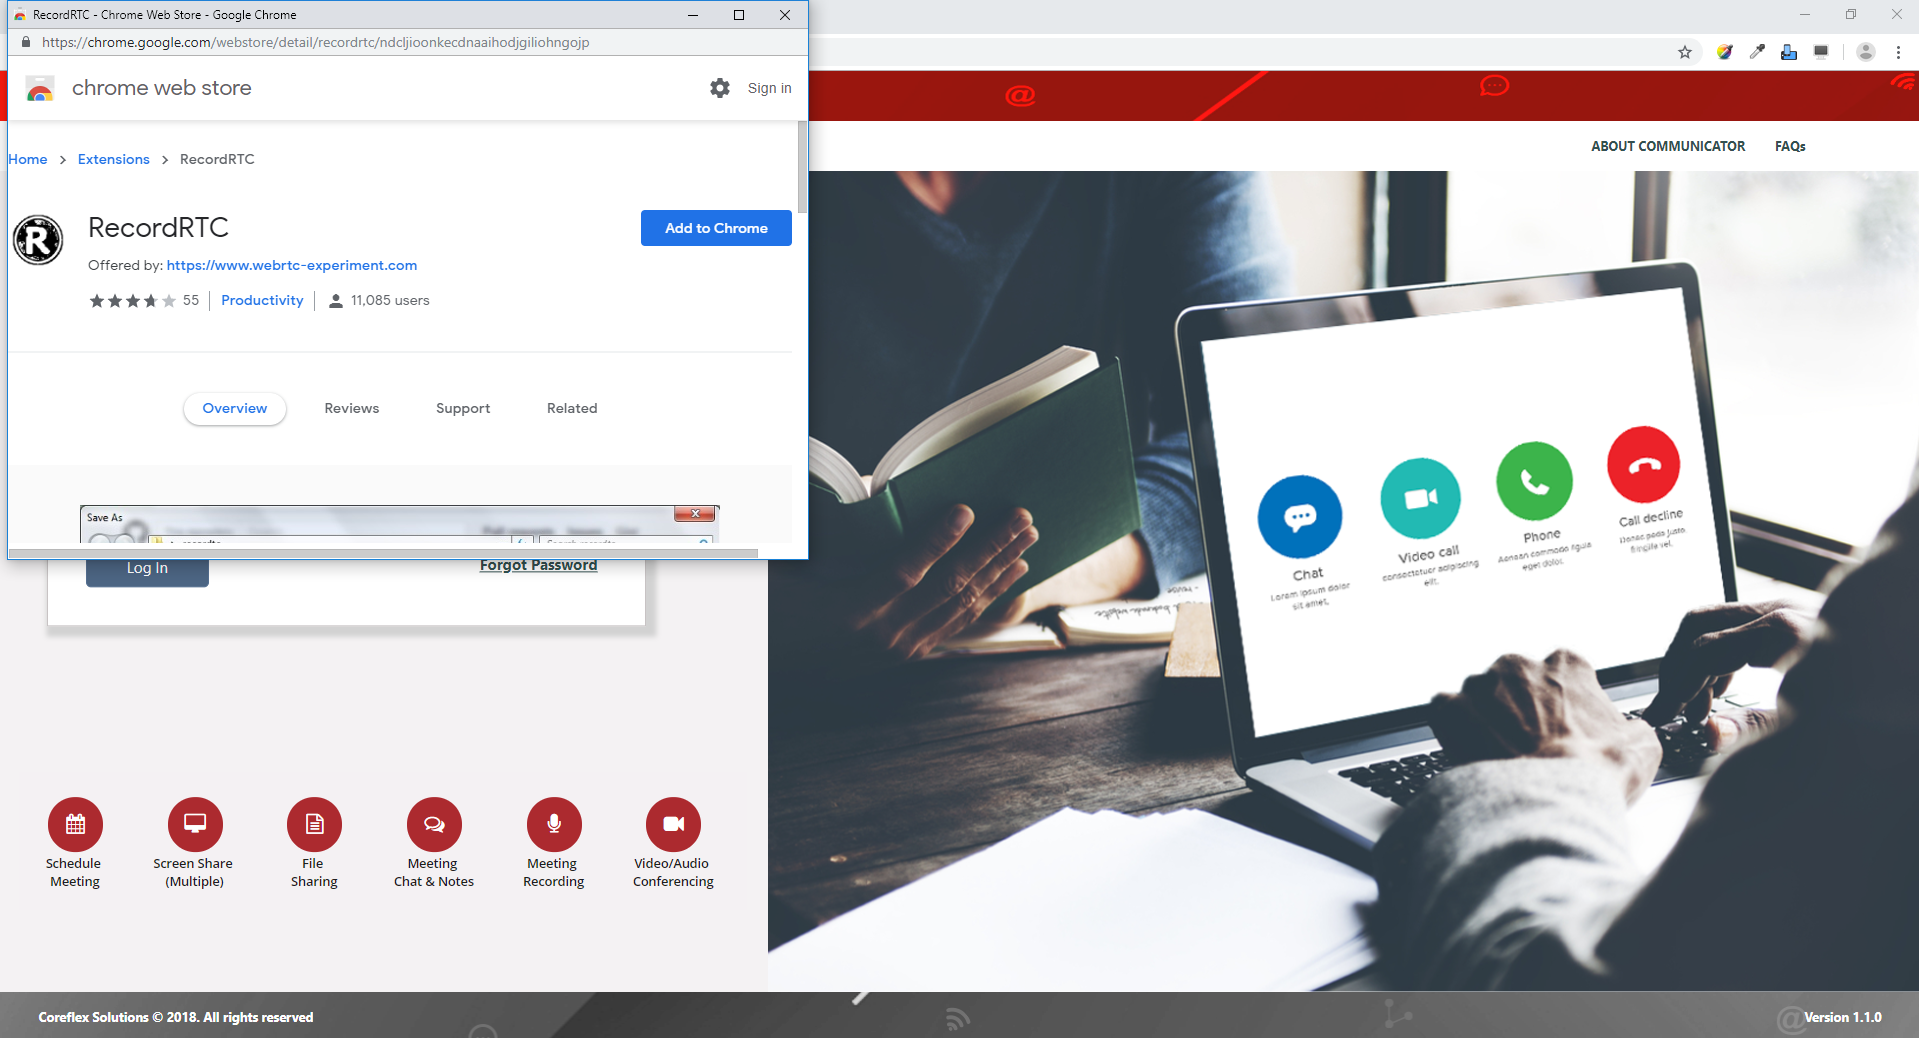 RecordRTC - Chrome Web Store - Google Chrome
https://chrome.google.com/webstore/detail/recordrtc/ndcljioonkecdnaaihodjgiliohngojp
chrome web store
Sign in
Home > Extensions > RecordRTC
RecordRTC
Add to Chrome
Offered by: https://www.webrtc-experiment.com
55
Productivity
11,085 users
Overview
Reviews
Support
Related
Save As
Log In
Forgot Password
ABOUT COMMUNICATOR
FAQs
Chat
Lorem ipsum dolor
sit amet.
Video call
consectetuer adipiscing
elit.
Phone
Aenean commodo ligula
eget dolor.
Call decline
Donec pede justo,
fringilla vel,
Schedule
Meeting
Screen Share
(Multiple)
File
Sharing
Meeting
Chat & Notes
Meeting
Recording
Video/Audio
Conferencing
Coreflex Solutions © 2018. All rights reserved
Version 1.1.0